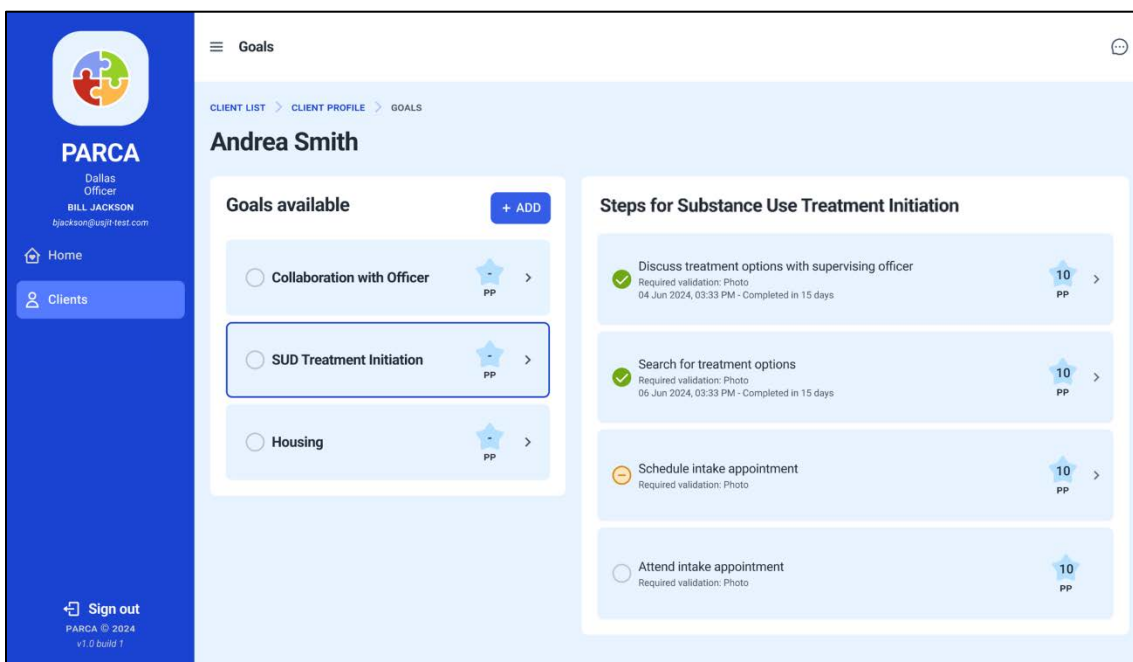 PARCA
Dallas
Officer
BILL JACKSON
bjackson@usjit-test.com
Home
Clients
Sign out
PARCA © 2024
v1.0 build 1
Goals
CLIENT LIST > CLIENT PROFILE > GOALS
Andrea Smith
Goals available
+ ADD
Collaboration with Officer
-
PP
SUD Treatment Initiation
-
PP
Housing
-
PP
Steps for Substance Use Treatment Initiation
Discuss treatment options with supervising officer
Required validation: Photo
04 Jun 2024, 03:33 PM - Completed in 15 days
10
PP
Search for treatment options
Required validation: Photo
06 Jun 2024, 03:33 PM - Completed in 15 days
10
PP
Schedule intake appointment
Required validation: Photo
10
PP
Attend intake appointment
Required validation: Photo
10
PP